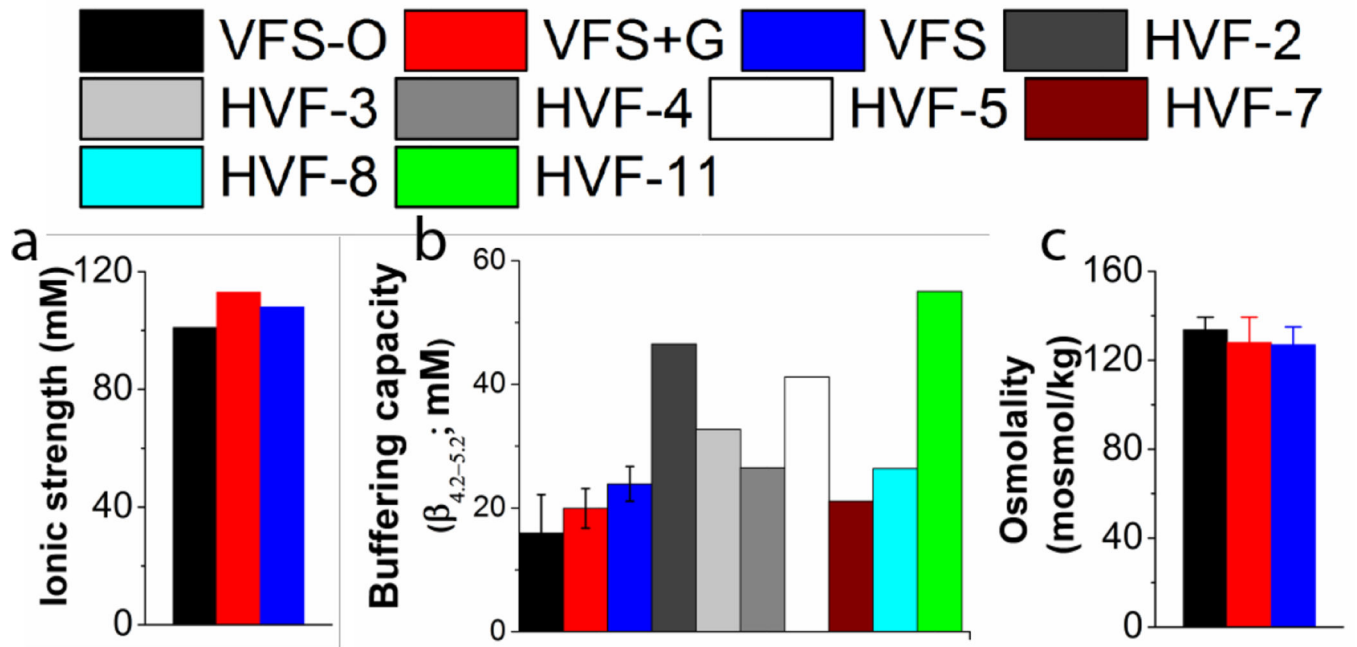 VFS-O VFS+G VFS HVF-2
HVF-3 HVF-4 HVF-5 HVF-7
HVF-8 HVF-11
a
Ionic strength (mM)
120
80
40
0
b
Buffering capacity
(β4.2–5.2; mM)
60
40
20
0
c
Osmolality
(mosmol/kg)
160
120
80
40
0